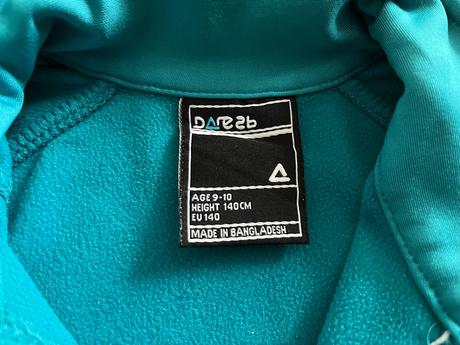 DARE2b
AGE 9-10
HEIGHT 140CM
EU 140
MADE IN BANGLADESH